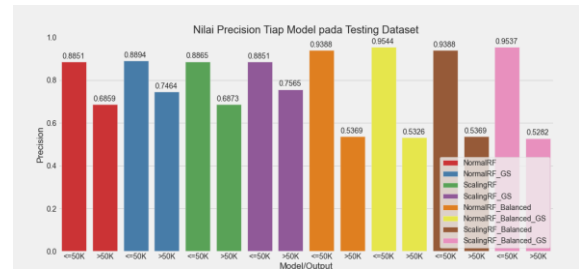 Nilai Precision Tiap Model pada Testing Dataset
1.0
0.8
0.6
0.4
0.2
0.0
Precision
0.8851
0.6859
0.8894
0.7464
0.8865
0.6873
0.8851
0.7565
0.9388
0.5369
0.9544
0.5326
0.9388
0.5369
0.9537
0.5282
NormalRF
NormalRF_GS
ScalingRF
ScalingRF_GS
NormalRF_Balanced
NormalRF_Balanced_GS
ScalingRF_Balanced
ScalingRF_Balanced_GS
<=50K >50K <=50K >50K <=50K >50K <=50K >50K <=50K >50K <=50K >50K <=50K >50K <=50K >50K
Model/Output